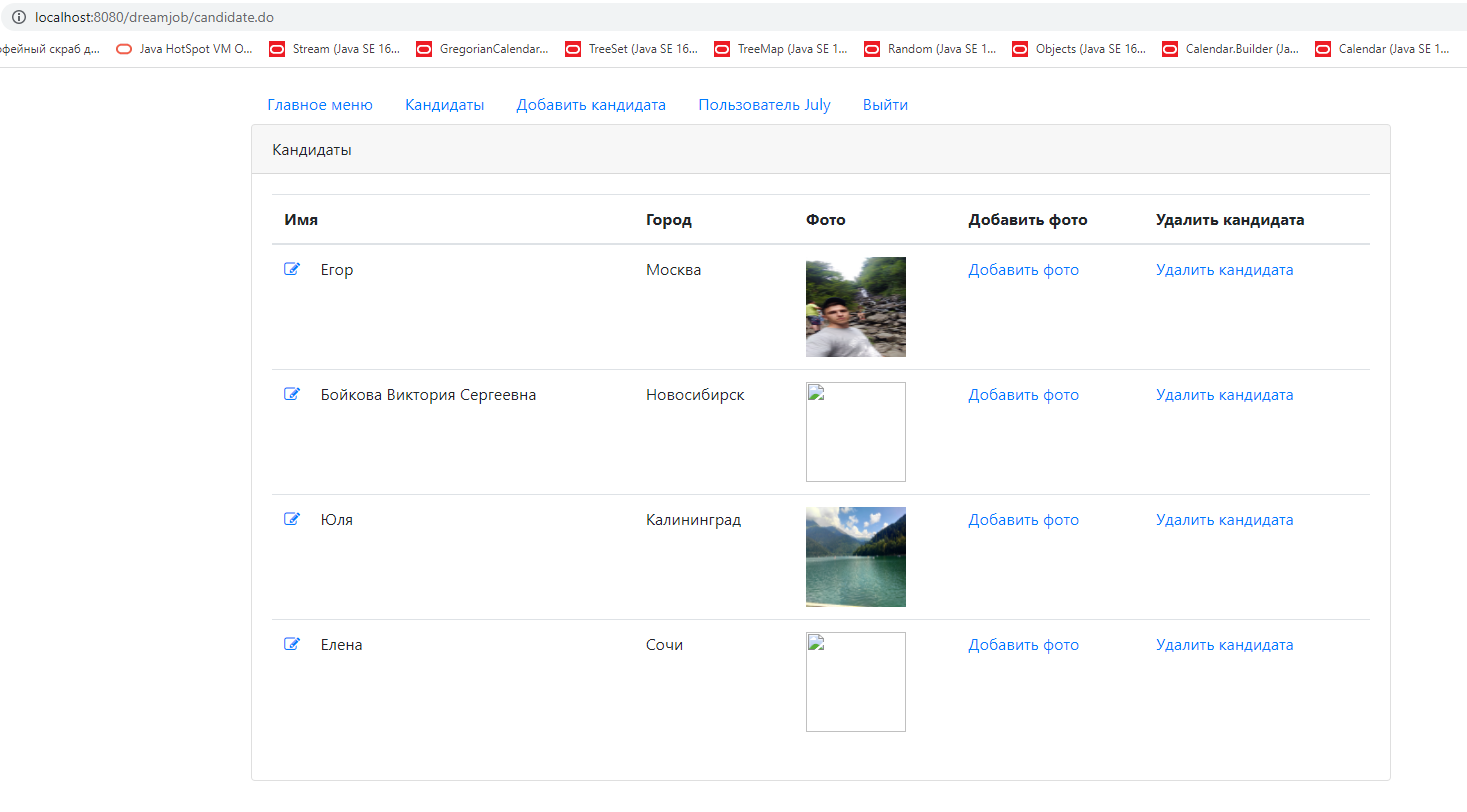 localhost:8080/dreamjob/candidate.do
офейный скраб д... Java HotSpot VM O... Stream (Java SE 16... GregorianCalendar... TreeSet (Java SE 16... TreeMap (Java SE 1... Random (Java SE 1... Objects (Java SE 16... Calendar.Builder (Ja... Calendar (Java SE 1...
Главное меню Кандидаты Добавить кандидата Пользователь July Выйти
Кандидаты
Имя Город Фото Добавить фото Удалить кандидата
Егор Москва Добавить фото Удалить кандидата
Бойкова Виктория Сергеевна Новосибирск Добавить фото Удалить кандидата
Юля Калининград Добавить фото Удалить кандидата
Елена Сочи Добавить фото Удалить кандидата